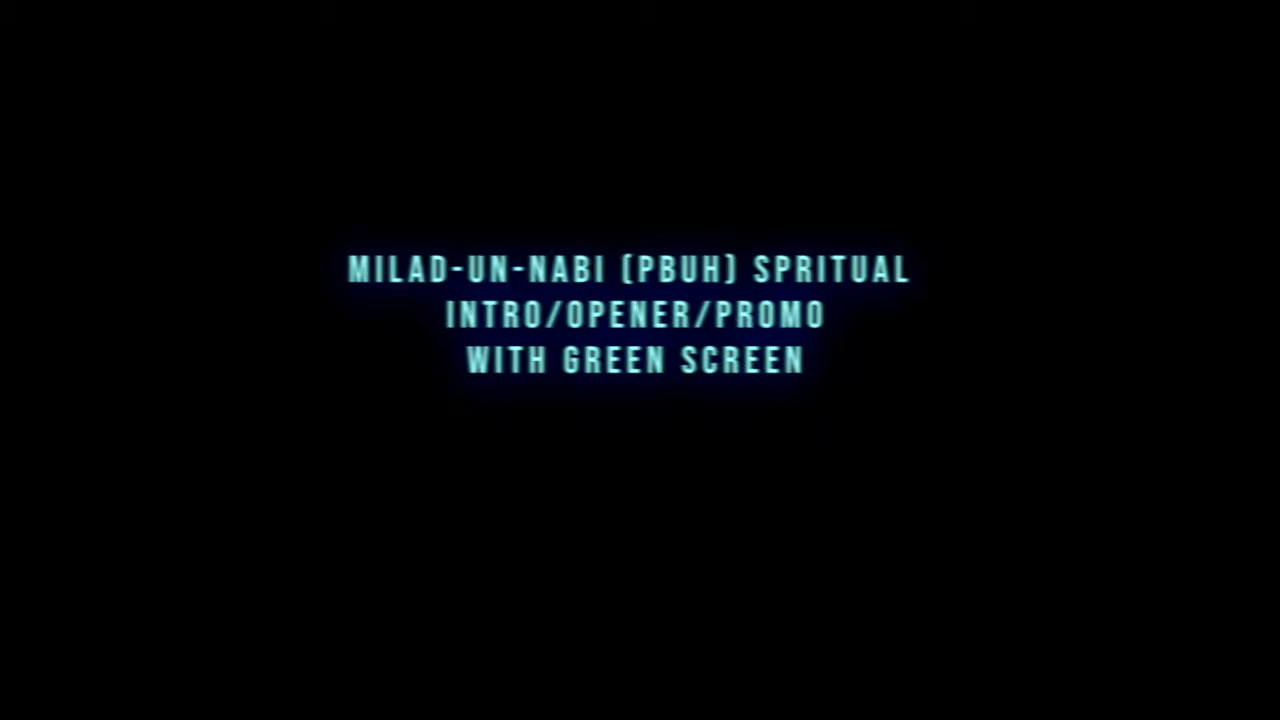 MILAD-UN-NABI (PBUH) SPRITUAL
INTRO/OPENER/PROMO
WITH GREEN SCREEN